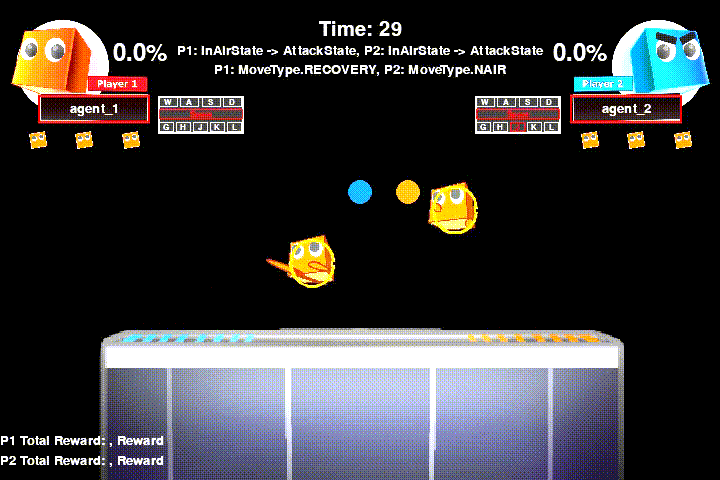 Time: 29
0.0% P1: InAirState -> AttackState, P2: InAirState -> AttackState 0.0%
P1: MoveType.RECOVERY, P2: MoveType.NAIR
Player 1
Player 2
agent_1
agent_2
W A S D
G H J K L
W A S D
G H K L
P1 Total Reward: , Reward
P2 Total Reward: , Reward